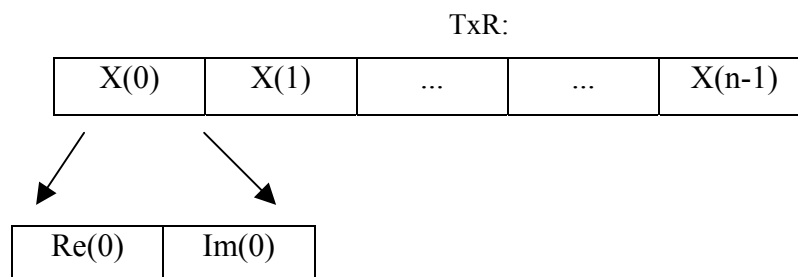 TxR:
X(0) X(1) ... ... X(n-1)
Re(0) Im(0)